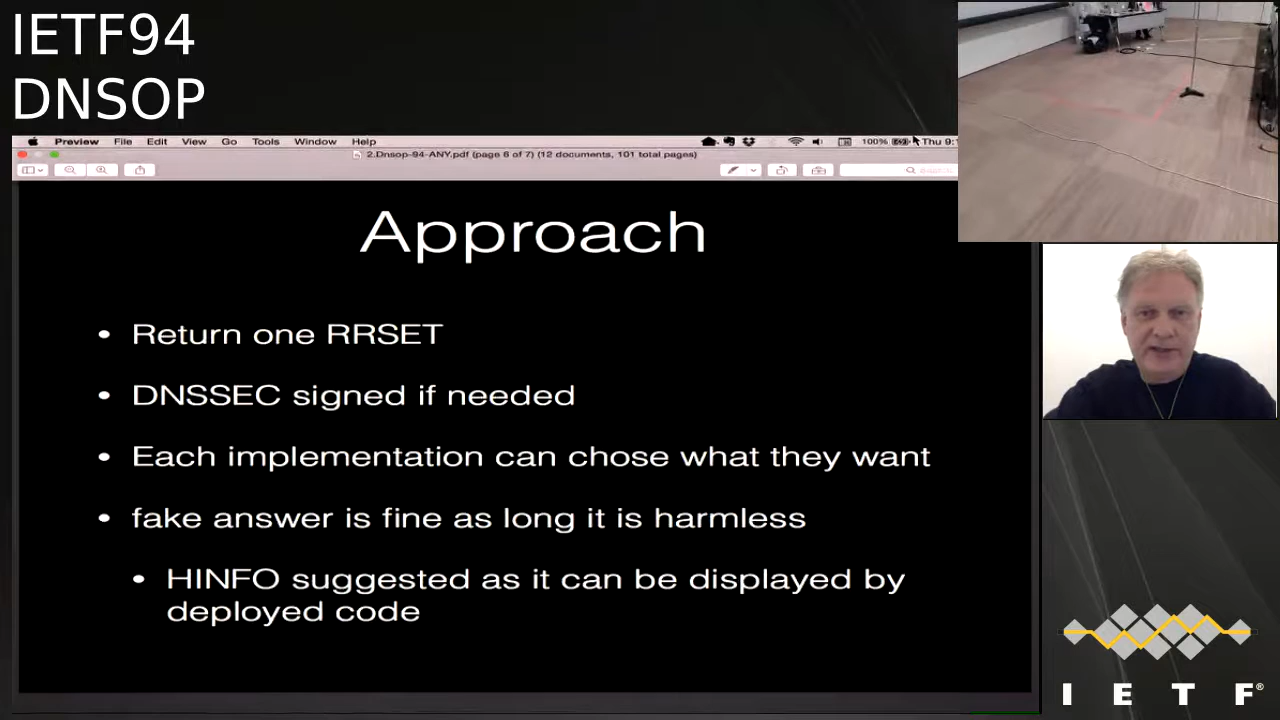 IETF94
DNSOP
Preview File Edit View Go Tools Window Help 100% Thu 9:
2.Dnsop-94-ANY.pdf (page 6 of 7) (12 documents, 101 total pages)
Approach
• Return one RRSET
• DNSSEC signed if needed
• Each implementation can chose what they want
• fake answer is fine as long it is harmless
• HINFO suggested as it can be displayed by
deployed code
I E T F®